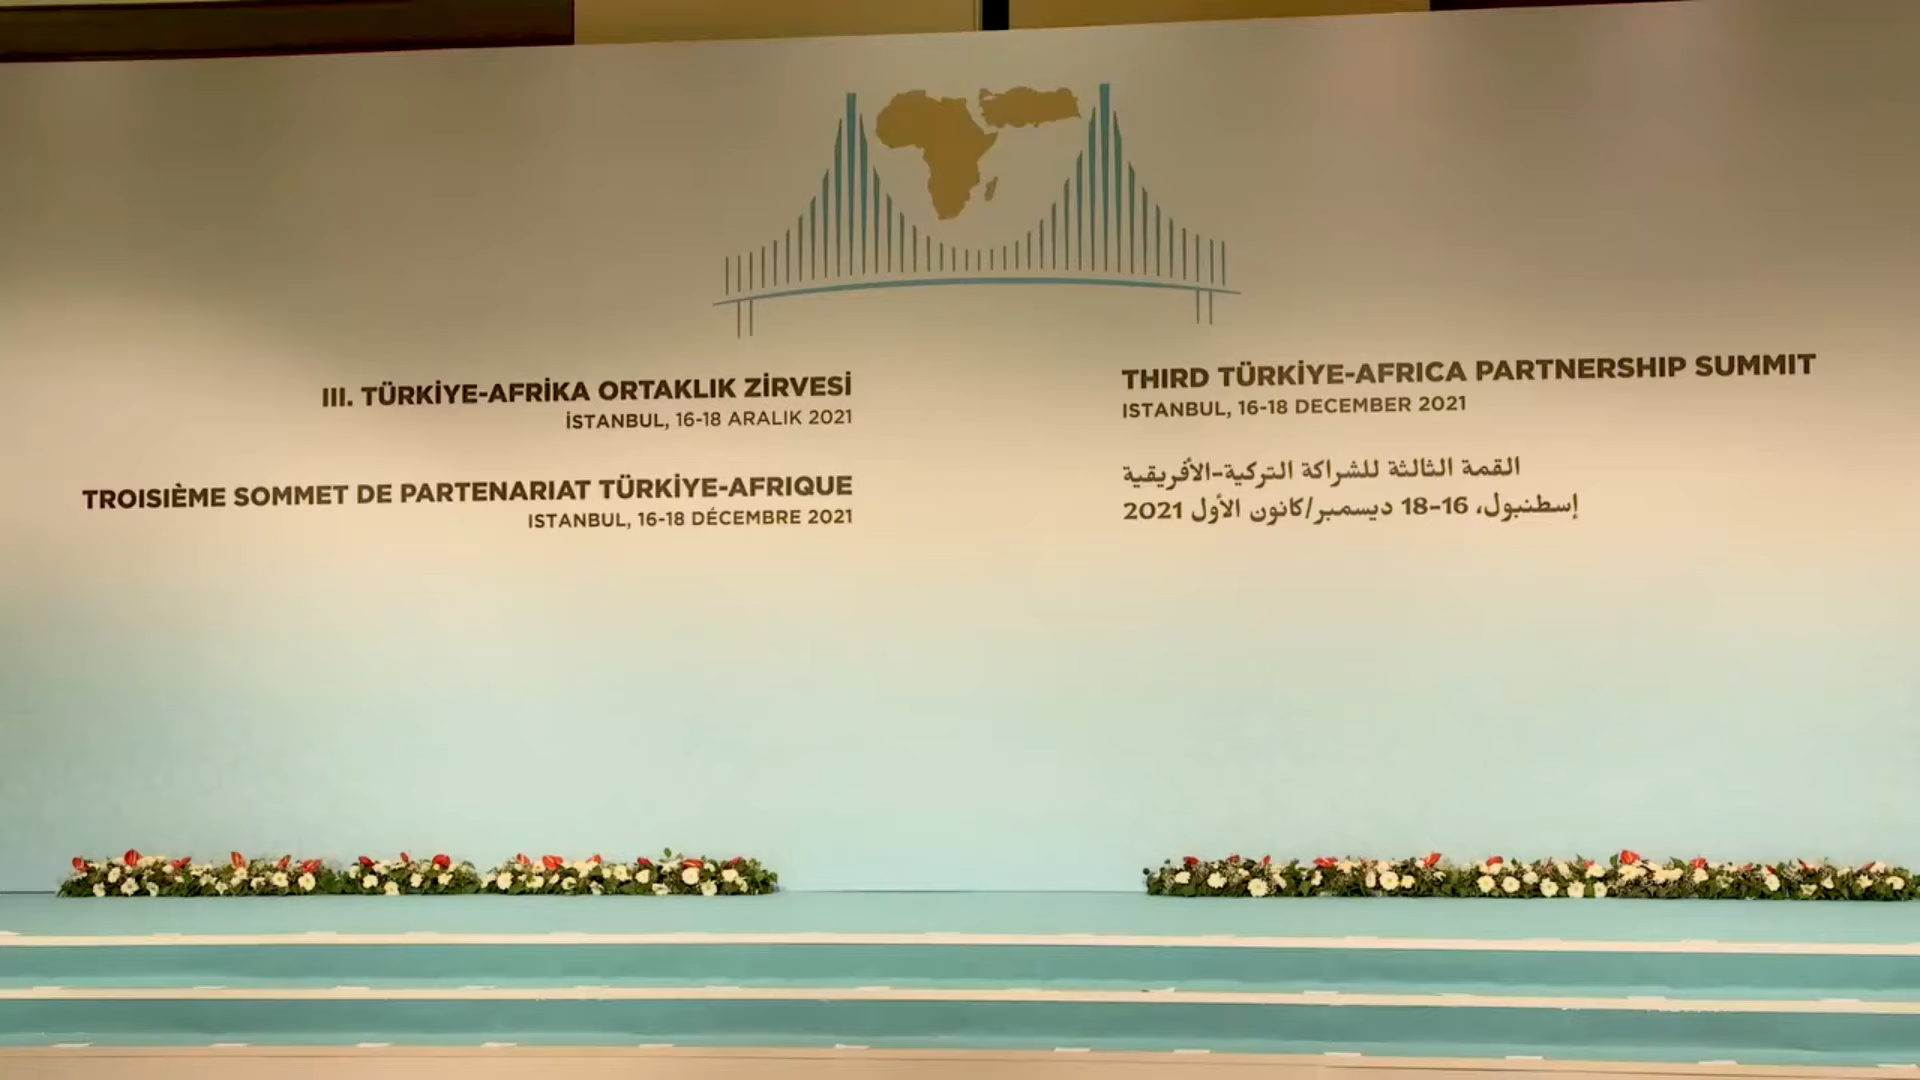 III. TÜRKİYE-AFRİKA ORTAKLIK ZİRVESİ
İSTANBUL, 16-18 ARALIK 2021
TROISIÈME SOMMET DE PARTENARIAT TÜRKİYE-AFRIQUE
ISTANBUL, 16-18 DÉCEMBRE 2021
THIRD TÜRKİYE-AFRICA PARTNERSHIP SUMMIT
ISTANBUL, 16-18 DECEMBER 2021
القمة الثالثة للشراكة التركية-الأفريقية
إسطنبول، 16-18 ديسمبر/كانون الأول 2021